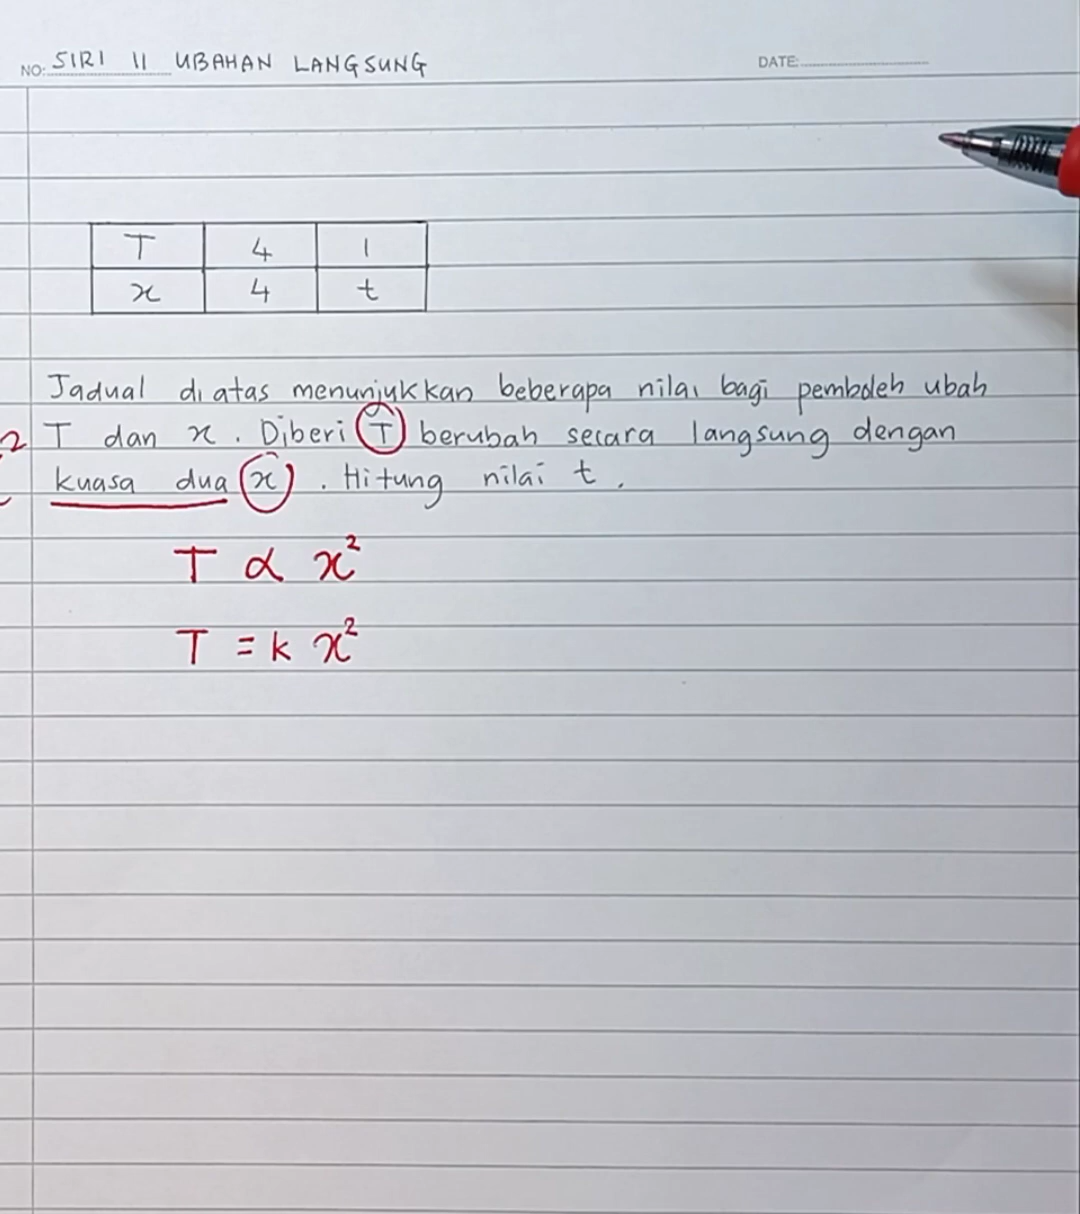 NO: SIRI 11 UBAHAN LANGSUNG DATE:
T 4 1
x 4 t
Jadual di atas menunjukkan beberapa nilai bagi pemboleh ubah
2 T dan x. Diberi T berubah secara langsung dengan
kuasa dua x. Hitung nilai t.
T ∝ x²
T = k x²